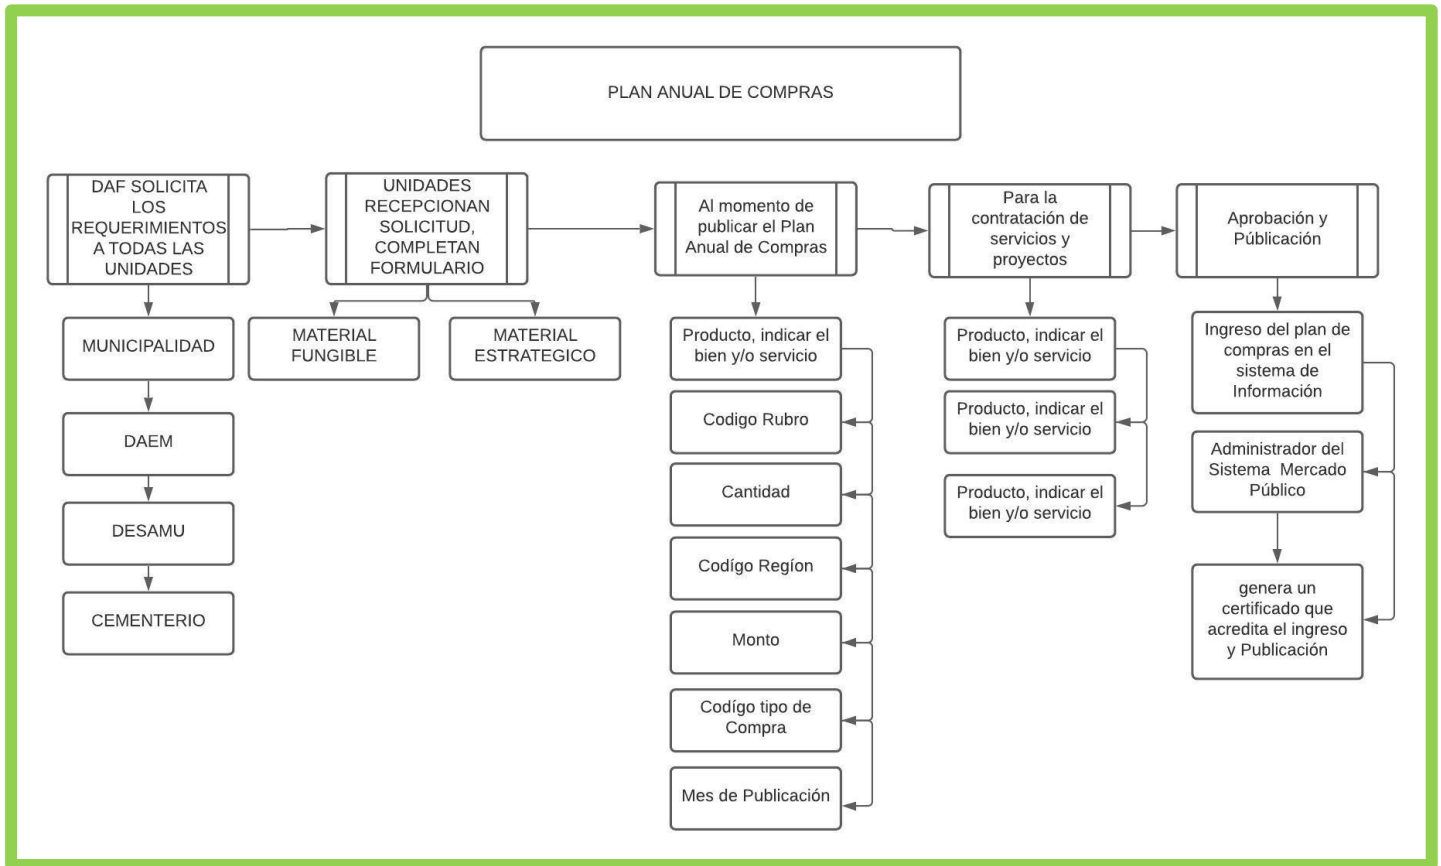 PLAN ANUAL DE COMPRAS
DAF SOLICITA
LOS
REQUERIMIENTOS
A TODAS LAS
UNIDADES
MUNICIPALIDAD
DAEM
DESAMU
CEMENTERIO
UNIDADES
RECEPCIONAN
SOLICITUD,
COMPLETAN
FORMULARIO
MATERIAL
FUNGIBLE
MATERIAL
ESTRATEGICO
Al momento de
publicar el Plan
Anual de Compras
Producto, indicar el
bien y/o servicio
Codigo Rubro
Cantidad
Codígo Regíon
Monto
Codígo tipo de
Compra
Mes de Publicación
Para la
contratación de
servicios y
proyectos
Producto, indicar el
bien y/o servicio
Producto, indicar el
bien y/o servicio
Producto, indicar el
bien y/o servicio
Aprobación y
Públicación
Ingreso del plan de
compras en el
sistema de
Información
Administrador del
Sistema  Mercado
Público
genera un
certificado que
acredita el ingreso
y Publicación